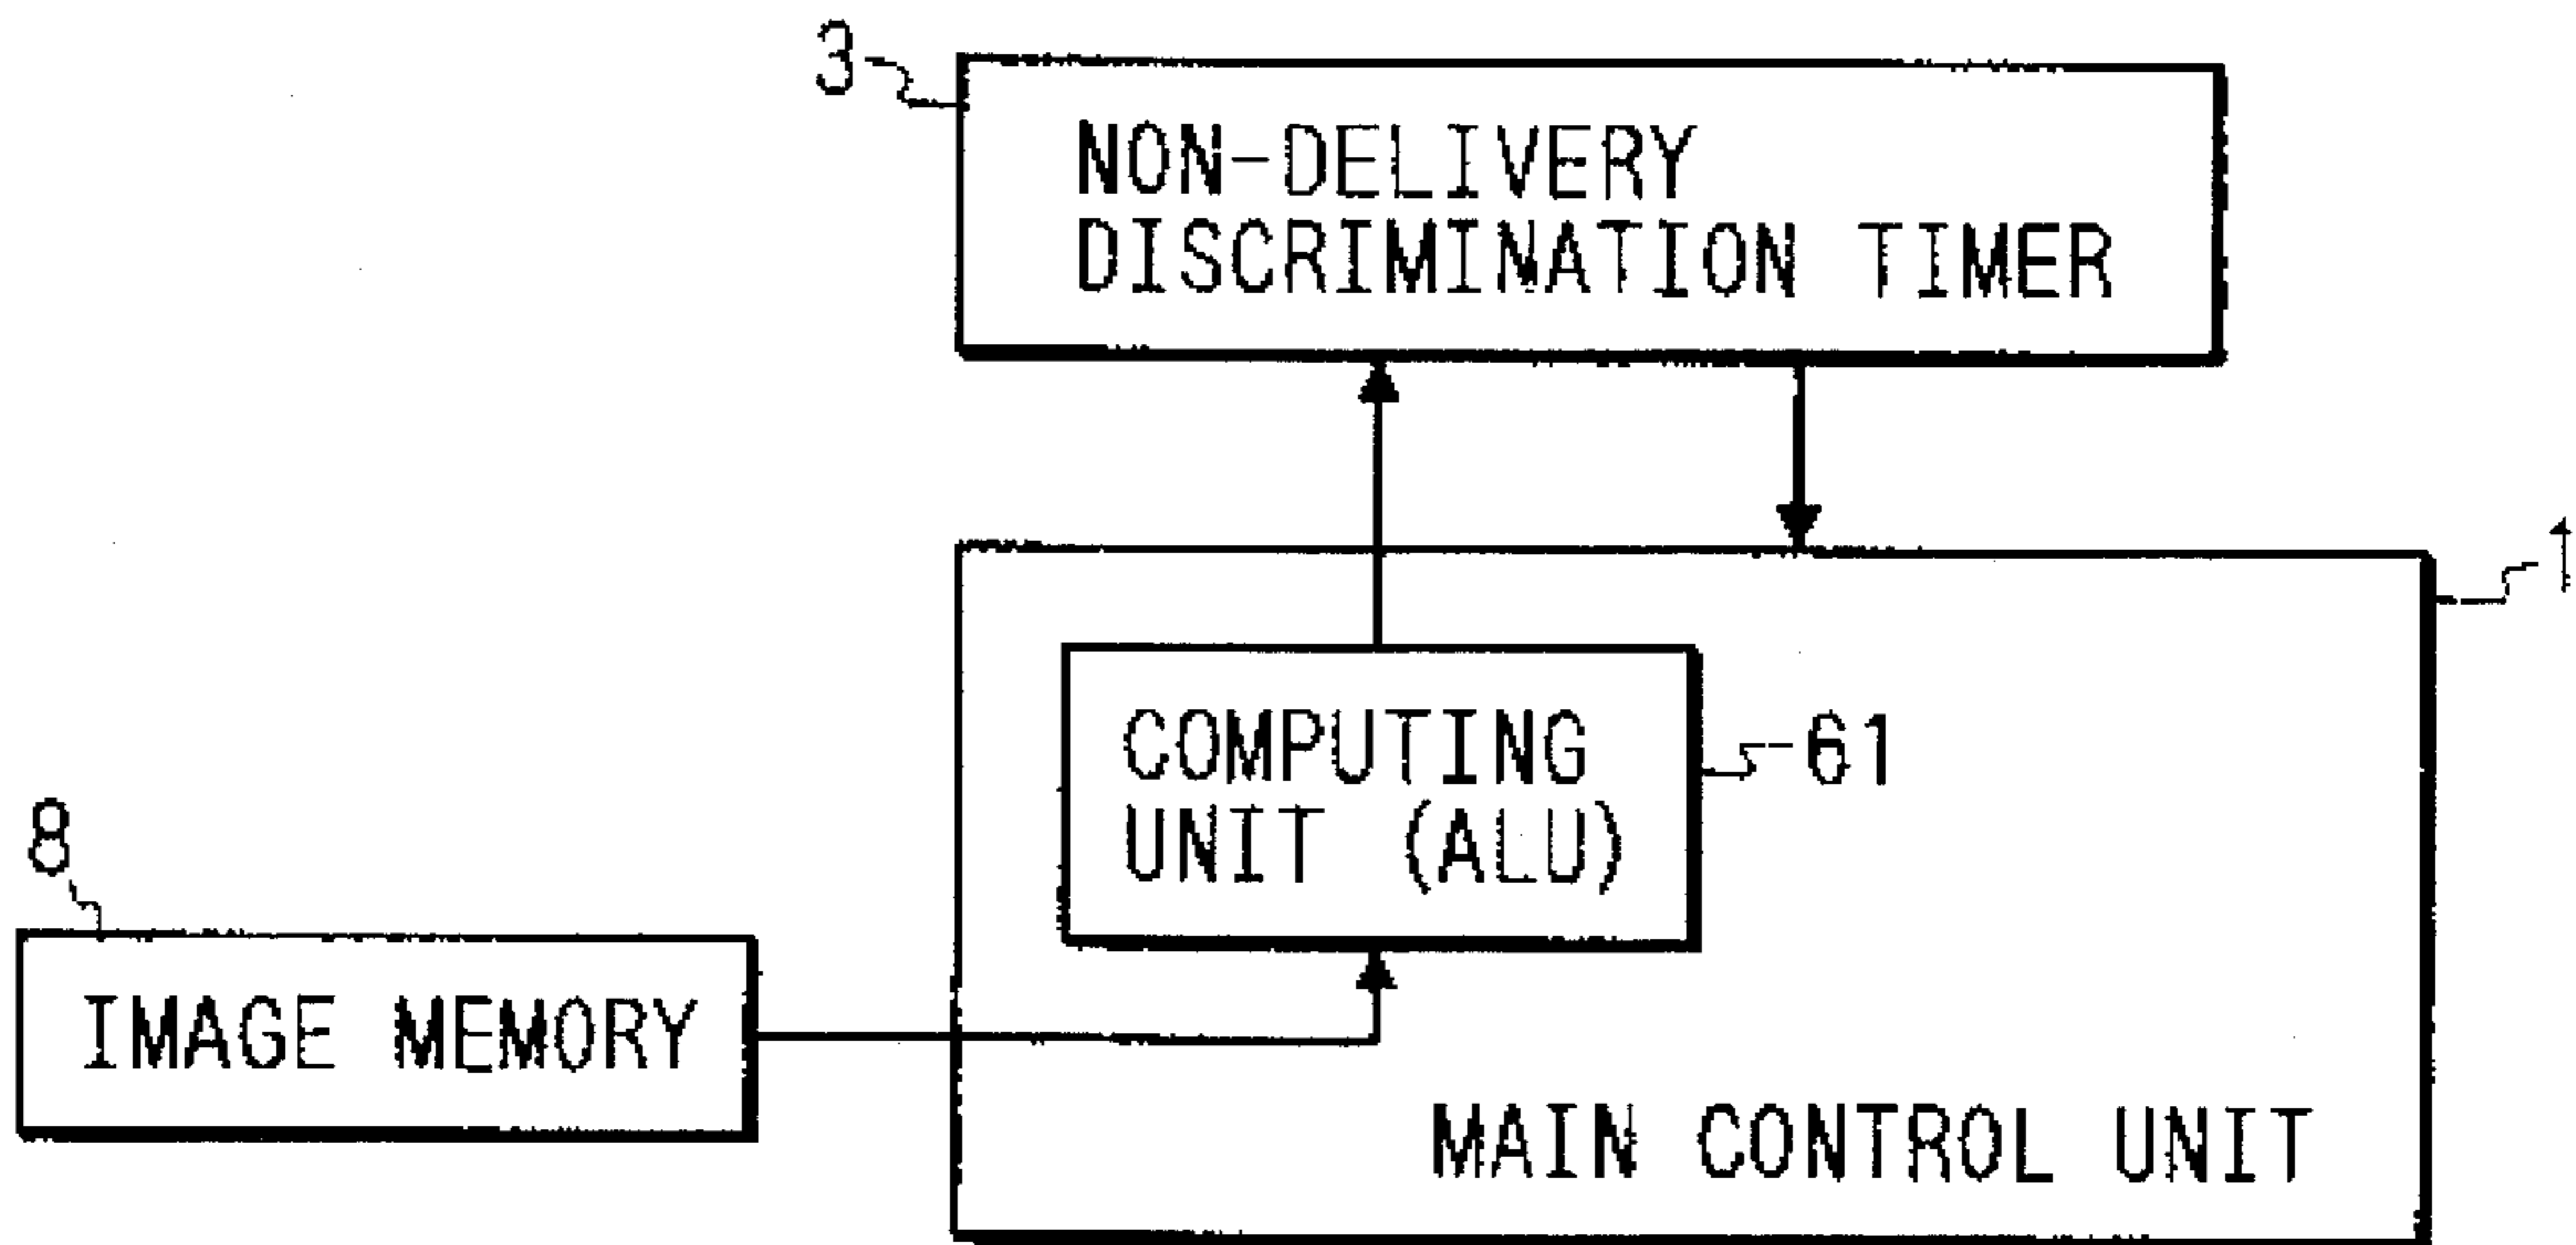 3
NON-DELIVERY
DISCRIMINATION TIMER
1
COMPUTING
UNIT (ALU)
61
8
IMAGE MEMORY
MAIN CONTROL UNIT